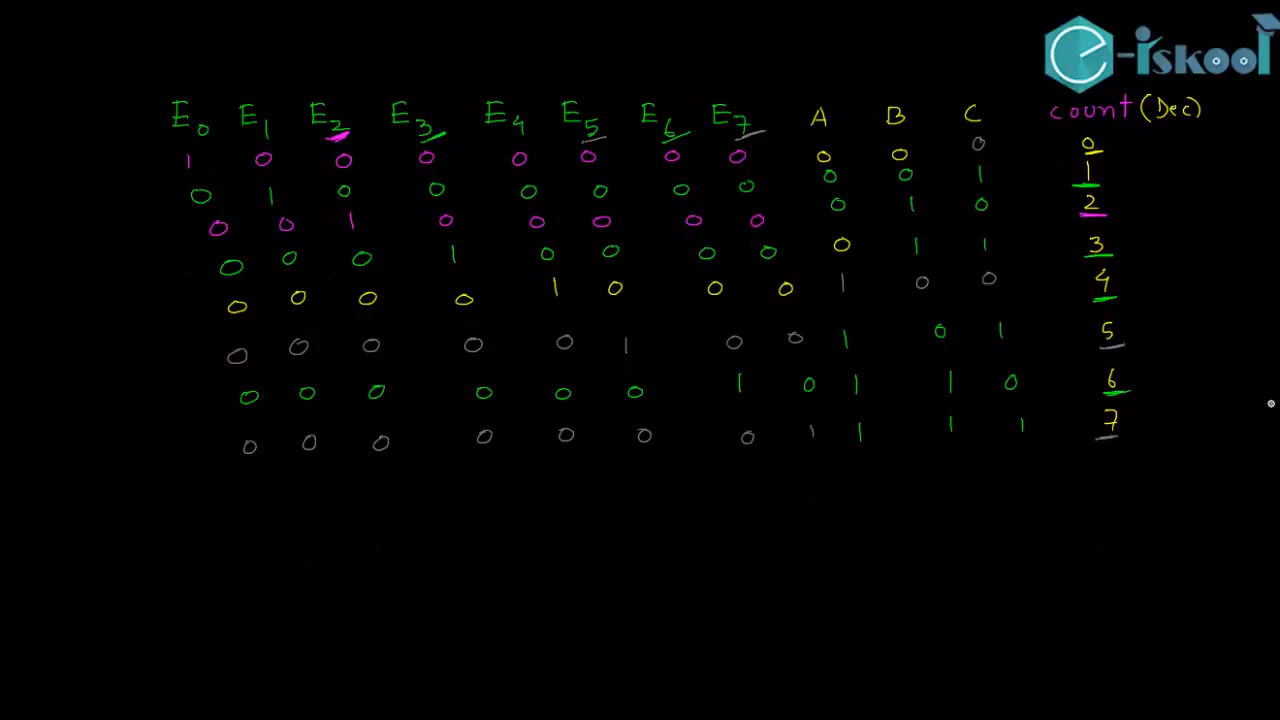 e-iskool
E0 E1 E2 E3 E4 E5 E6 E7 A B C count (Dec)
1 0 0 0 0 0 0 0 0 0 0 0
0 1 0 0 0 0 0 0 0 0 1 1
0 0 1 0 0 0 0 0 0 1 0 2
0 0 0 1 0 0 0 0 0 1 1 3
0 0 0 0 1 0 0 0 1 0 0 4
0 0 0 0 0 1 0 0 1 0 1 5
0 0 0 0 0 0 1 0 1 1 0 6
0 0 0 0 0 0 0 1 1 1 1 7